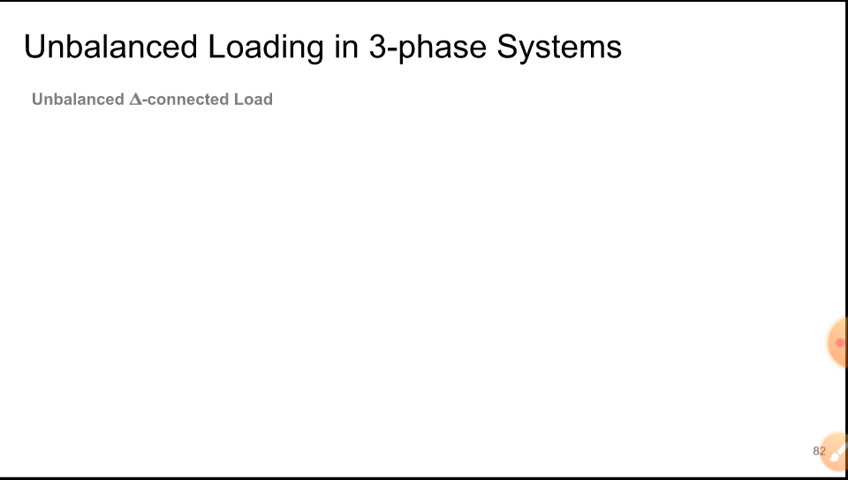 Unbalanced Loading in 3-phase Systems
Unbalanced Δ-connected Load
82